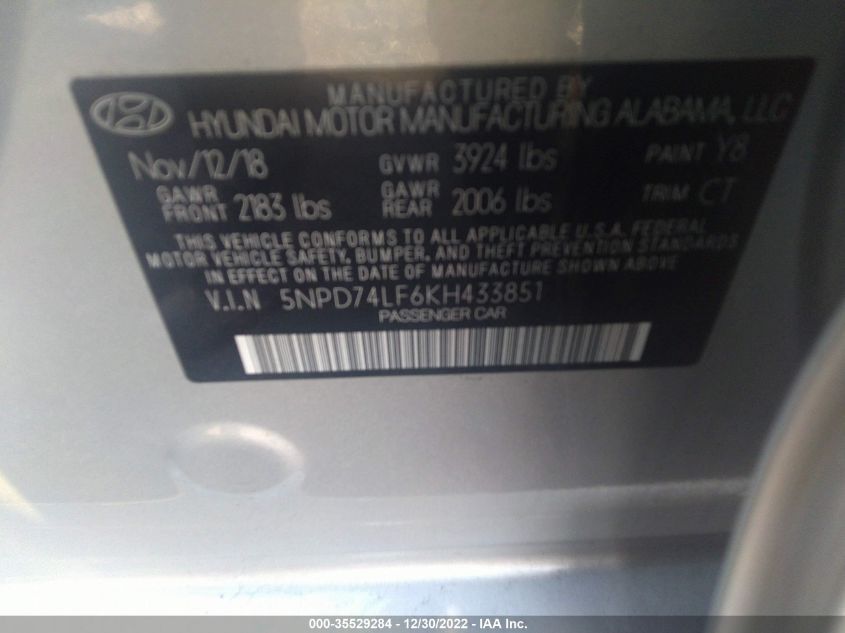 MANUFACTURED BY
HYUNDAI MOTOR MANUFACTURING ALABAMA, LLC
Nov/12/18 GVWR 3924 lbs PAINT Y8
GAWR FRONT 2183 lbs GAWR REAR 2006 lbs TRIM CT
THIS VEHICLE CONFORMS TO ALL APPLICABLE U.S.A. FEDERAL
MOTOR VEHICLE SAFETY, BUMPER, AND THEFT PREVENTION STANDARDS
IN EFFECT ON THE DATE OF MANUFACTURE SHOWN ABOVE.
V.I.N 5NPD74LF6KH433851
PASSENGER CAR
000-35529284 - 12/30/2022 - IAA Inc.